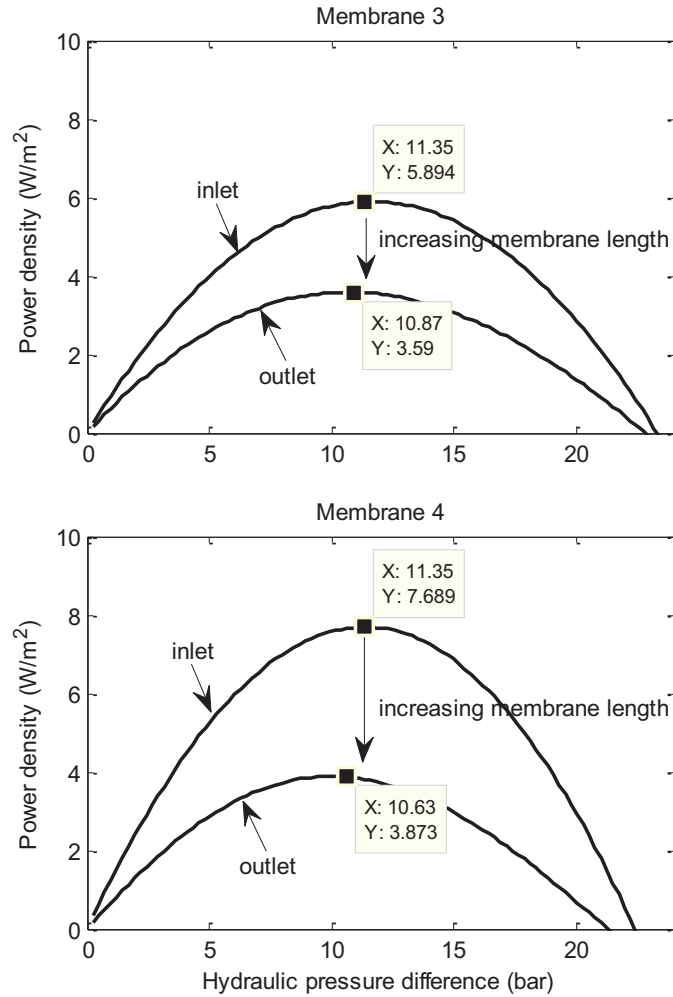 Membrane 3
10
8
6
4
2
0
Power density (W/m²)
inlet
X: 11.35
Y: 5.894
increasing membrane length
X: 10.87
Y: 3.59
outlet
0
5
10
15
20
Membrane 4
10
8
6
4
2
0
Power density (W/m²)
inlet
X: 11.35
Y: 7.689
increasing membrane length
X: 10.63
Y: 3.873
outlet
0
5
10
15
20
Hydraulic pressure difference (bar)